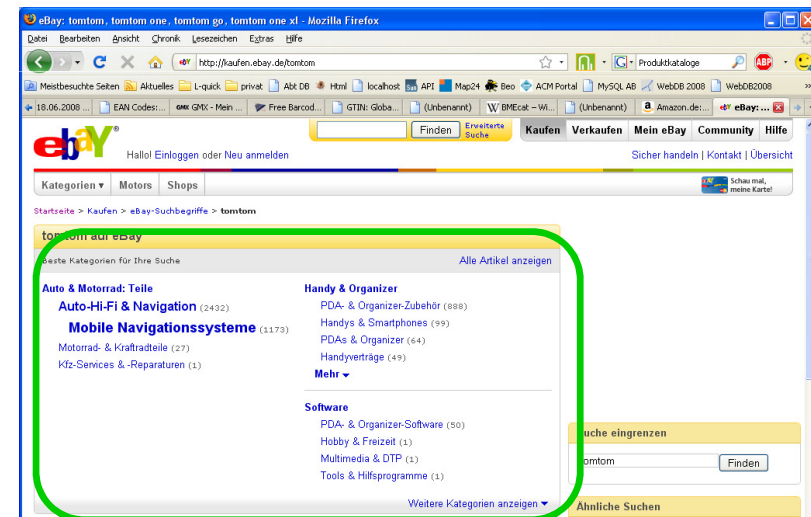 eBay: tomtom, tomtom one, tomtom go, tomtom one xl - Mozilla Firefox
Datei Bearbeiten Ansicht Chronik Lesezeichen Extras Hilfe
http://kaufen.ebay.de/tomtom Produktkataloge ABP
Meistbesuchte Seiten Aktuelles L-quick privat Abt DB Html localhost API Map24 Beo ACM Portal MySQL AB WebDB 2008 WebDB2008
18.06.2008 ... EAN Codes:... GMX GMX - Mein ... Free Barcod... GTIN: Globa... (Unbenannt) BMEcat – Wi... (Unbenannt) Amazon.de:... eBay: ...
ebY® Finden Erweiterte Suche Kaufen Verkaufen Mein eBay Community Hilfe
Hallo! Einloggen oder Neu anmelden Sicher handeln | Kontakt | Übersicht
Kategorien Motors Shops Schau mal, meine Karte!
Startseite > Kaufen > eBay-Suchbegriffe > tomtom
tomtom auf eBay
Beste Kategorien für Ihre Suche Alle Artikel anzeigen
Auto & Motorrad: Teile
Auto-Hi-Fi & Navigation (2432)
Mobile Navigationssysteme (1173)
Motorrad- & Kraftradteile (27)
Kfz-Services & -Reparaturen (1)
Handy & Organizer
PDA- & Organizer-Zubehör (888)
Handys & Smartphones (99)
PDAs & Organizer (64)
Handyverträge (49)
Mehr
Software
PDA- & Organizer-Software (50)
Hobby & Freizeit (1)
Multimedia & DTP (1)
Tools & Hilfsprogramme (1)
Weitere Kategorien anzeigen
Suche eingrenzen
tomtom Finden
Ähnliche Suchen